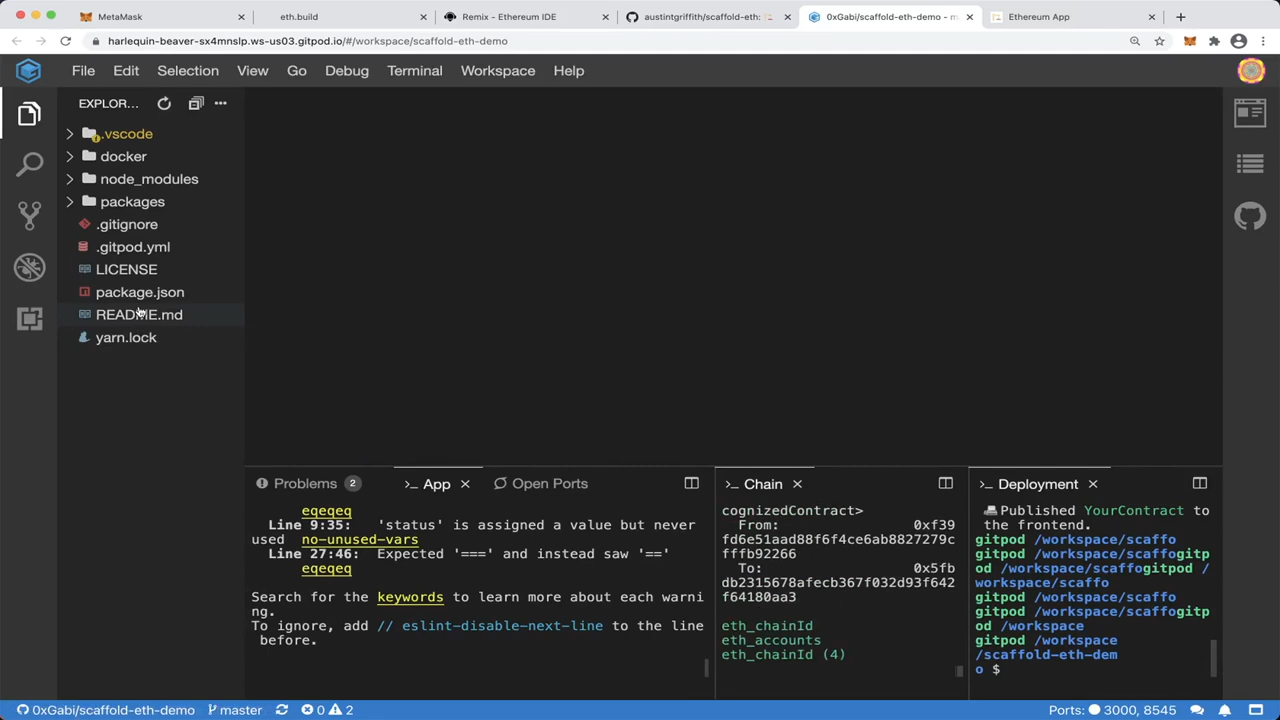 MetaMask
eth.build
Remix - Ethereum IDE
austintgriffith/scaffold-eth:
0xGabi/scaffold-eth-demo - m
Ethereum App
harlequin-beaver-sx4mnslp.ws-us03.gitpod.io/#/workspace/scaffold-eth-demo
File Edit Selection View Go Debug Terminal Workspace Help
EXPLOR...
.vscode
docker
node_modules
packages
.gitignore
.gitpod.yml
LICENSE
package.json
README.md
yarn.lock
Problems 2
>_ App
Open Ports
eqeqeq
Line 9:35: 'status' is assigned a value but never
used no-unused-vars
Line 27:46: Expected '===' and instead saw '=='
eqeqeq
Search for the keywords to learn more about each warni
ng.
To ignore, add // eslint-disable-next-line to the line
before.
>_ Chain
cognizedContract>
From: 0xf39
fd6e51aad88f6f4ce6ab8827279c
fffb92266
To: 0x5fb
db2315678afecb367f032d93f642
f64180aa3
eth_chainId
eth_accounts
eth_chainId (4)
>_ Deployment
Published YourContract to
the frontend.
gitpod /workspace/scaffo
gitpod /workspace/scaffogitp
od /workspace/scaffogitpod /
workspace/scaffo
gitpod /workspace/scaffo
gitpod /workspace/scaffogitp
od /workspace
gitpod /workspace
/scaffold-eth-dem
o $
0xGabi/scaffold-eth-demo master 0 2
Ports: 3000, 8545